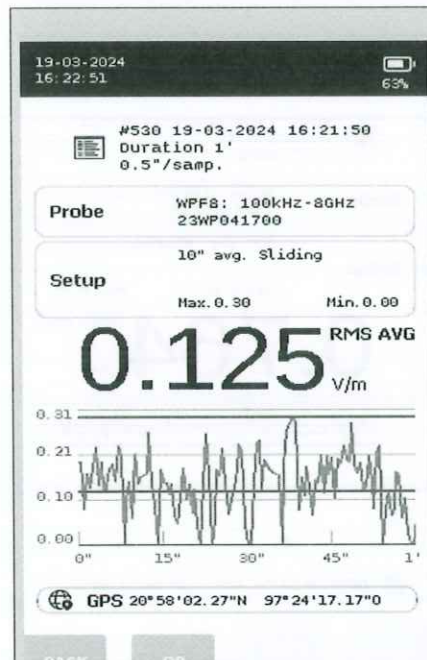 19-03-2024
16:22:51
63%
#530 19-03-2024 16:21:50
Duration 1'
0.5"/samp.
Probe
WPF8: 100kHz-8GHz
23WP041700
Setup
10" avg. Sliding
Max.0.30 Min.0.00
0.125 RMS AVG
V/m
0.31
0.21
0.10
0.00
0" 15" 30" 45" 1'
GPS 20°58'02.27"N 97°24'17.17"O